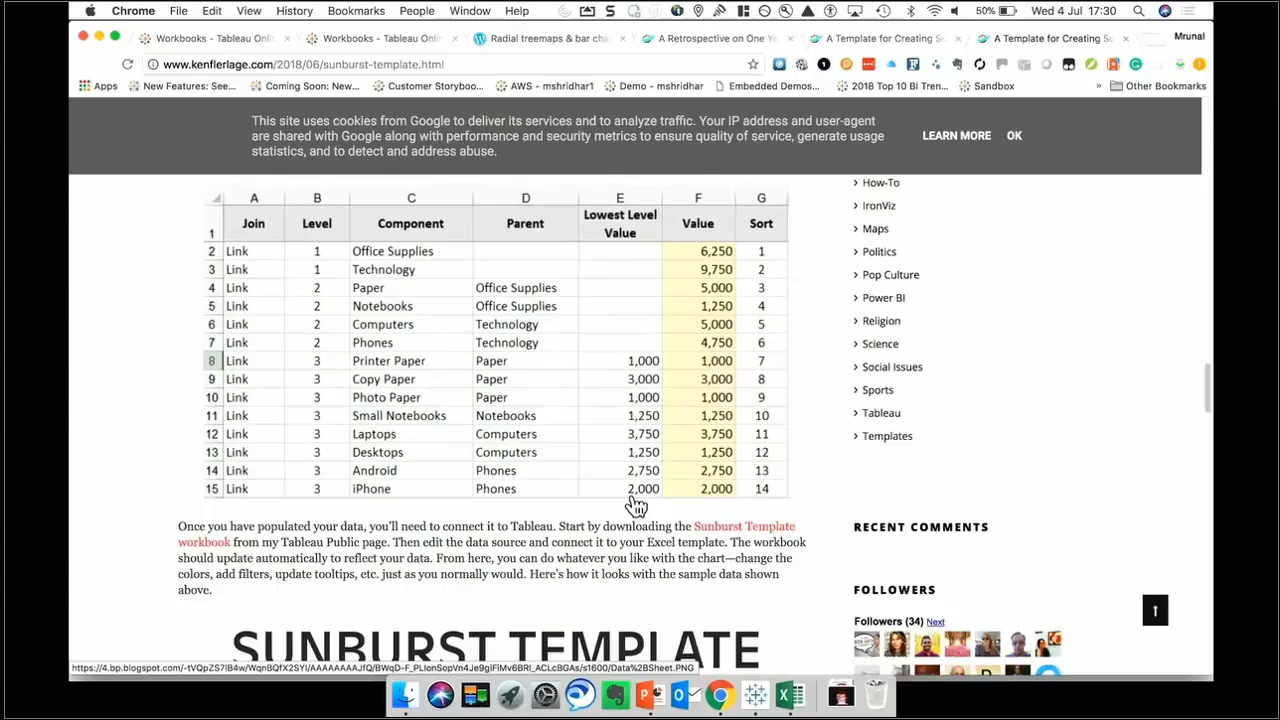 Chrome File Edit View History Bookmarks People Window Help 50% Wed 4 Jul 17:30
Workbooks - Tableau Onli Workbooks - Tableau Onli Radial treemaps & bar cha A Retrospective on One Ye A Template for Creating Su A Template for Creating Su Mrunal
www.kenflerlage.com/2018/06/sunburst-template.html
Apps New Features: See... Coming Soon: New... Customer Storyboo... AWS - mshridhar1 Demo - mshridhar Embedded Demos... 2018 Top 10 BI Tren... Sandbox » Other Bookmarks
This site uses cookies from Google to deliver its services and to analyze traffic. Your IP address and user-agent
are shared with Google along with performance and security metrics to ensure quality of service, generate usage
statistics, and to detect and address abuse.
LEARN MORE OK
A B C D E F G
1 Join Level Component Parent Lowest Level Value Value Sort
2 Link 1 Office Supplies 6,250 1
3 Link 1 Technology 9,750 2
4 Link 2 Paper Office Supplies 5,000 3
5 Link 2 Notebooks Office Supplies 1,250 4
6 Link 2 Computers Technology 5,000 5
7 Link 2 Phones Technology 4,750 6
8 Link 3 Printer Paper Paper 1,000 1,000 7
9 Link 3 Copy Paper Paper 3,000 3,000 8
10 Link 3 Photo Paper Paper 1,000 1,000 9
11 Link 3 Small Notebooks Notebooks 1,250 1,250 10
12 Link 3 Laptops Computers 3,750 3,750 11
13 Link 3 Desktops Computers 1,250 1,250 12
14 Link 3 Android Phones 2,750 2,750 13
15 Link 3 iPhone Phones 2,000 2,000 14
Once you have populated your data, you'll need to connect it to Tableau. Start by downloading the Sunburst Template
workbook from my Tableau Public page. Then edit the data source and connect it to your Excel template. The workbook
should update automatically to reflect your data. From here, you can do whatever you like with the chart—change the
colors, add filters, update tooltips, etc. just as you normally would. Here's how it looks with the sample data shown
above.
SUNBURST TEMPLATE
How-To
IronViz
Maps
Politics
Pop Culture
Power BI
Religion
Science
Social Issues
Sports
Tableau
Templates
RECENT COMMENTS
FOLLOWERS
Followers (34) Next